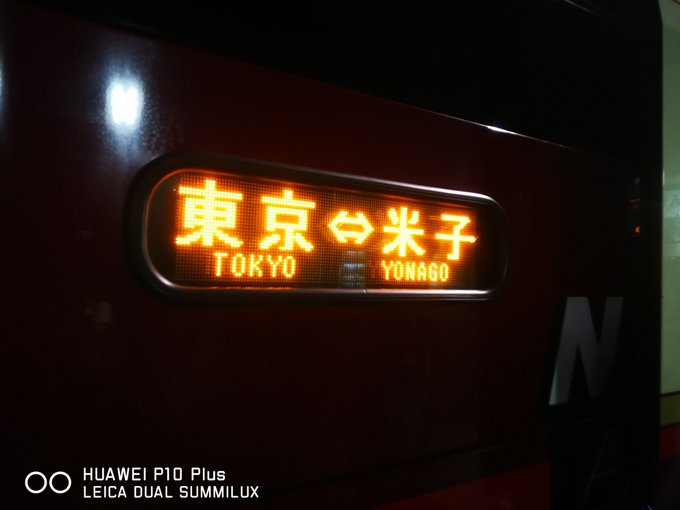 東京⇔米子
TOKYO YONAGO
N
HUAWEI P10 Plus
LEICA DUAL SUMMILUX